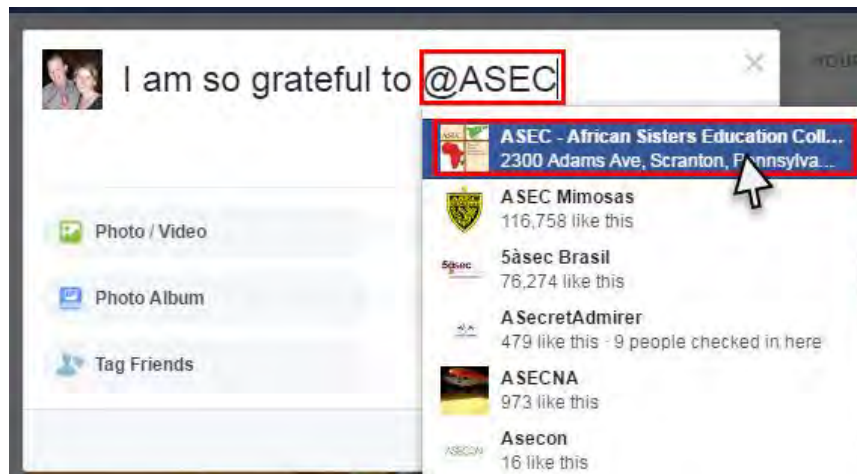 I am so grateful to @ASEC
ASEC - African Sisters Education Coll...
2300 Adams Ave, Scranton, Pennsylva...
ASEC Mimosas
116,758 like this
Photo / Video
5àsec Brasil
76,274 like this
Photo Album
ASecretAdmirer
479 like this · 9 people checked in here
Tag Friends
ASECNA
973 like this
Asecon
16 like this